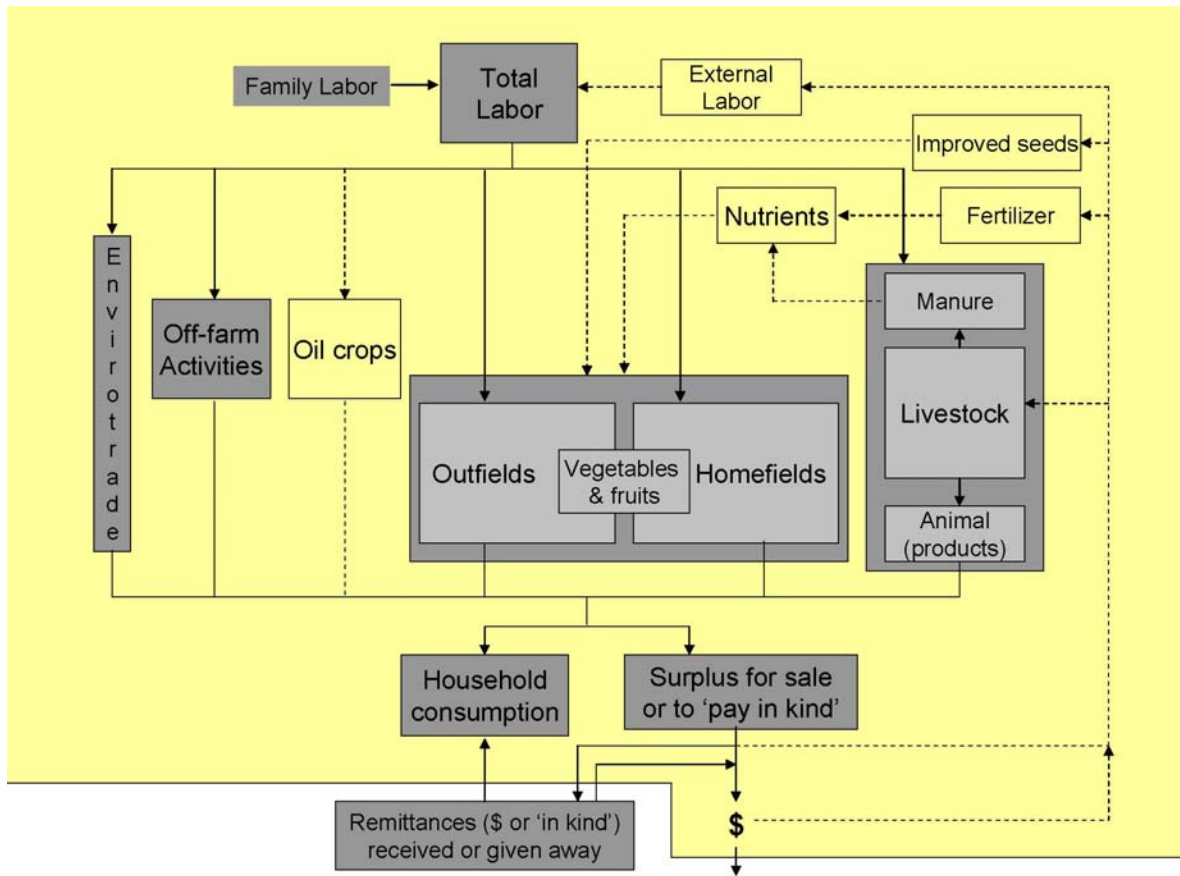 Family Labor
Total
Labor
External
Labor
Improved seeds
Nutrients
Fertilizer
Envirotrade
Off-farm
Activities
Oil crops
Manure
Livestock
Animal
(products)
Outfields
Vegetables
& fruits
Homefields
Household
consumption
Surplus for sale
or to ‘pay in kind’
Remittances ($ or ‘in kind’)
received or given away
$